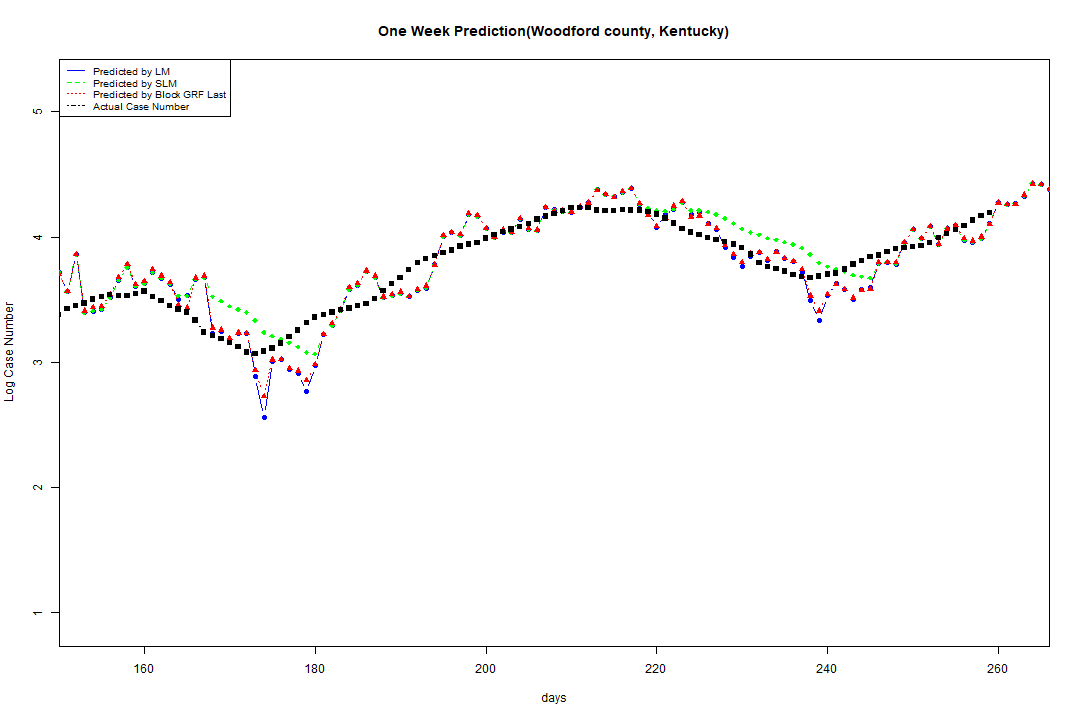 One Week Prediction(Woodford county, Kentucky)
Predicted by LM
Predicted by SLM
Predicted by Block GRF Last
Actual Case Number
5
4
3
2
1
Log Case Number
160 180 200 220 240 260
days